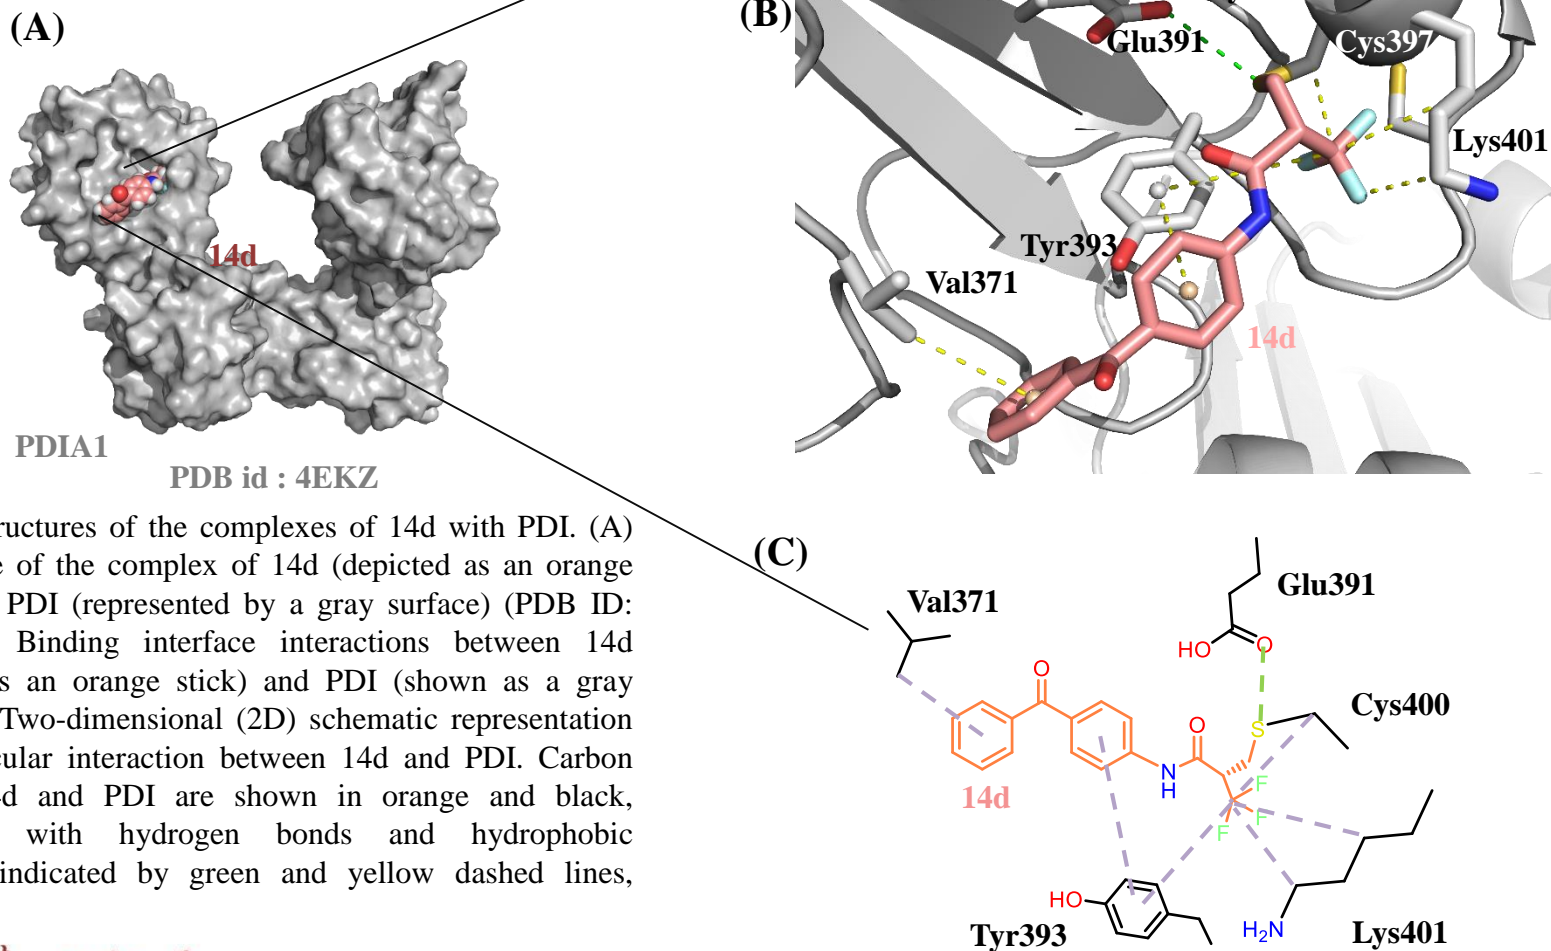 (A)
14d
PDIA1
PDB id : 4EKZ
(B)
Glu391
Cys397
Lys401
Tyr393
Val371
14d
of the complexes of 14d with PDI. (A)
of the complex of 14d (depicted as an orange
PDI (represented by a gray surface) (PDB ID:
Binding interface interactions between 14d
an orange stick) and PDI (shown as a gray
Two-dimensional (2D) schematic representation
interaction between 14d and PDI. Carbon
and PDI are shown in orange and black,
with hydrogen bonds and hydrophobic
indicated by green and yellow dashed lines,
(C)
Val371
Glu391
HO
O
O
Cys400
S
O
N
H
F
F
F
14d
HO
Tyr393
H₂N
Lys401